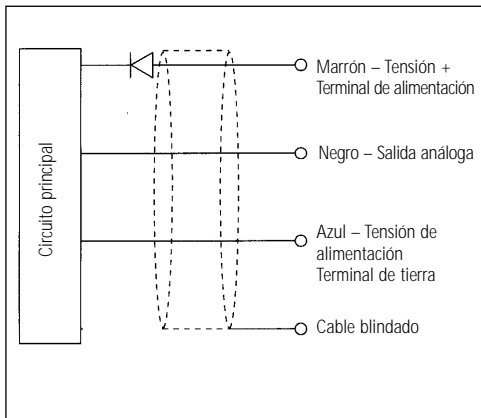 Circuito principal
Marrón – Tensión +
Terminal de alimentación
Negro – Salida análoga
Azul – Tensión de
alimentación
Terminal de tierra
Cable blindado